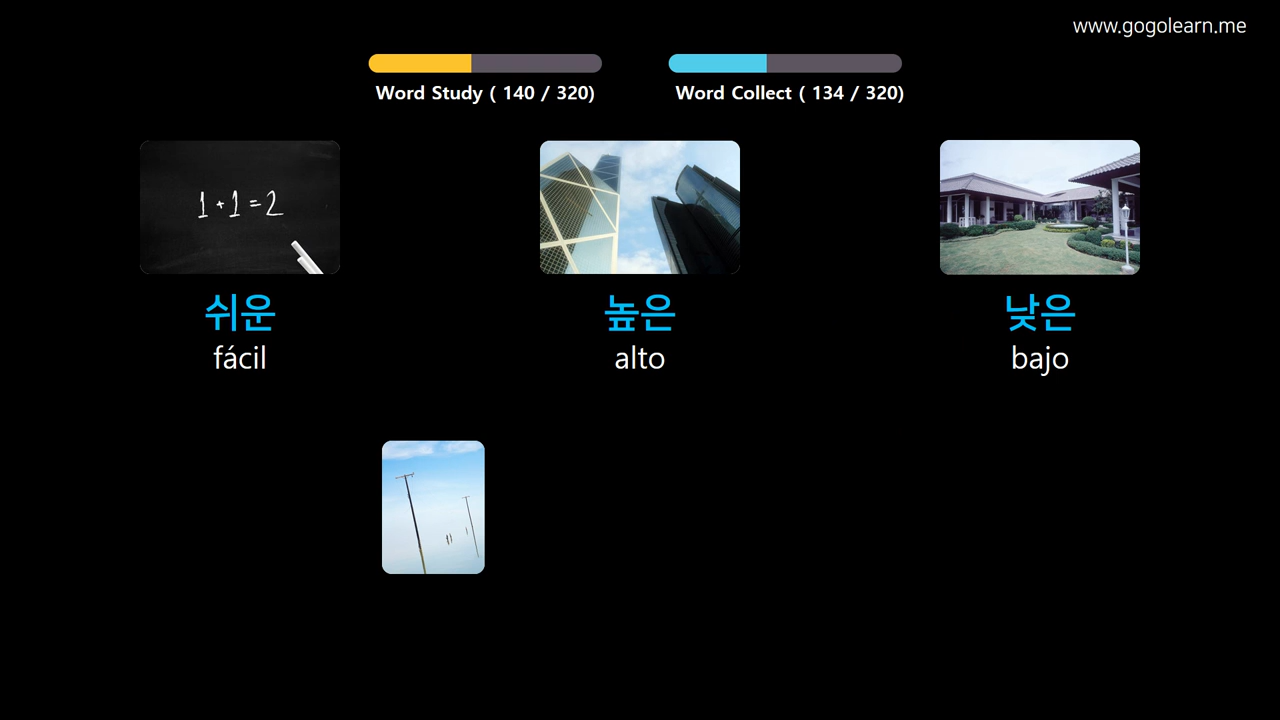 www.gogolearn.me
Word Study ( 140 / 320)
Word Collect ( 134 / 320)
1+1=2
쉬운
높은
낮은
fácil
alto
bajo